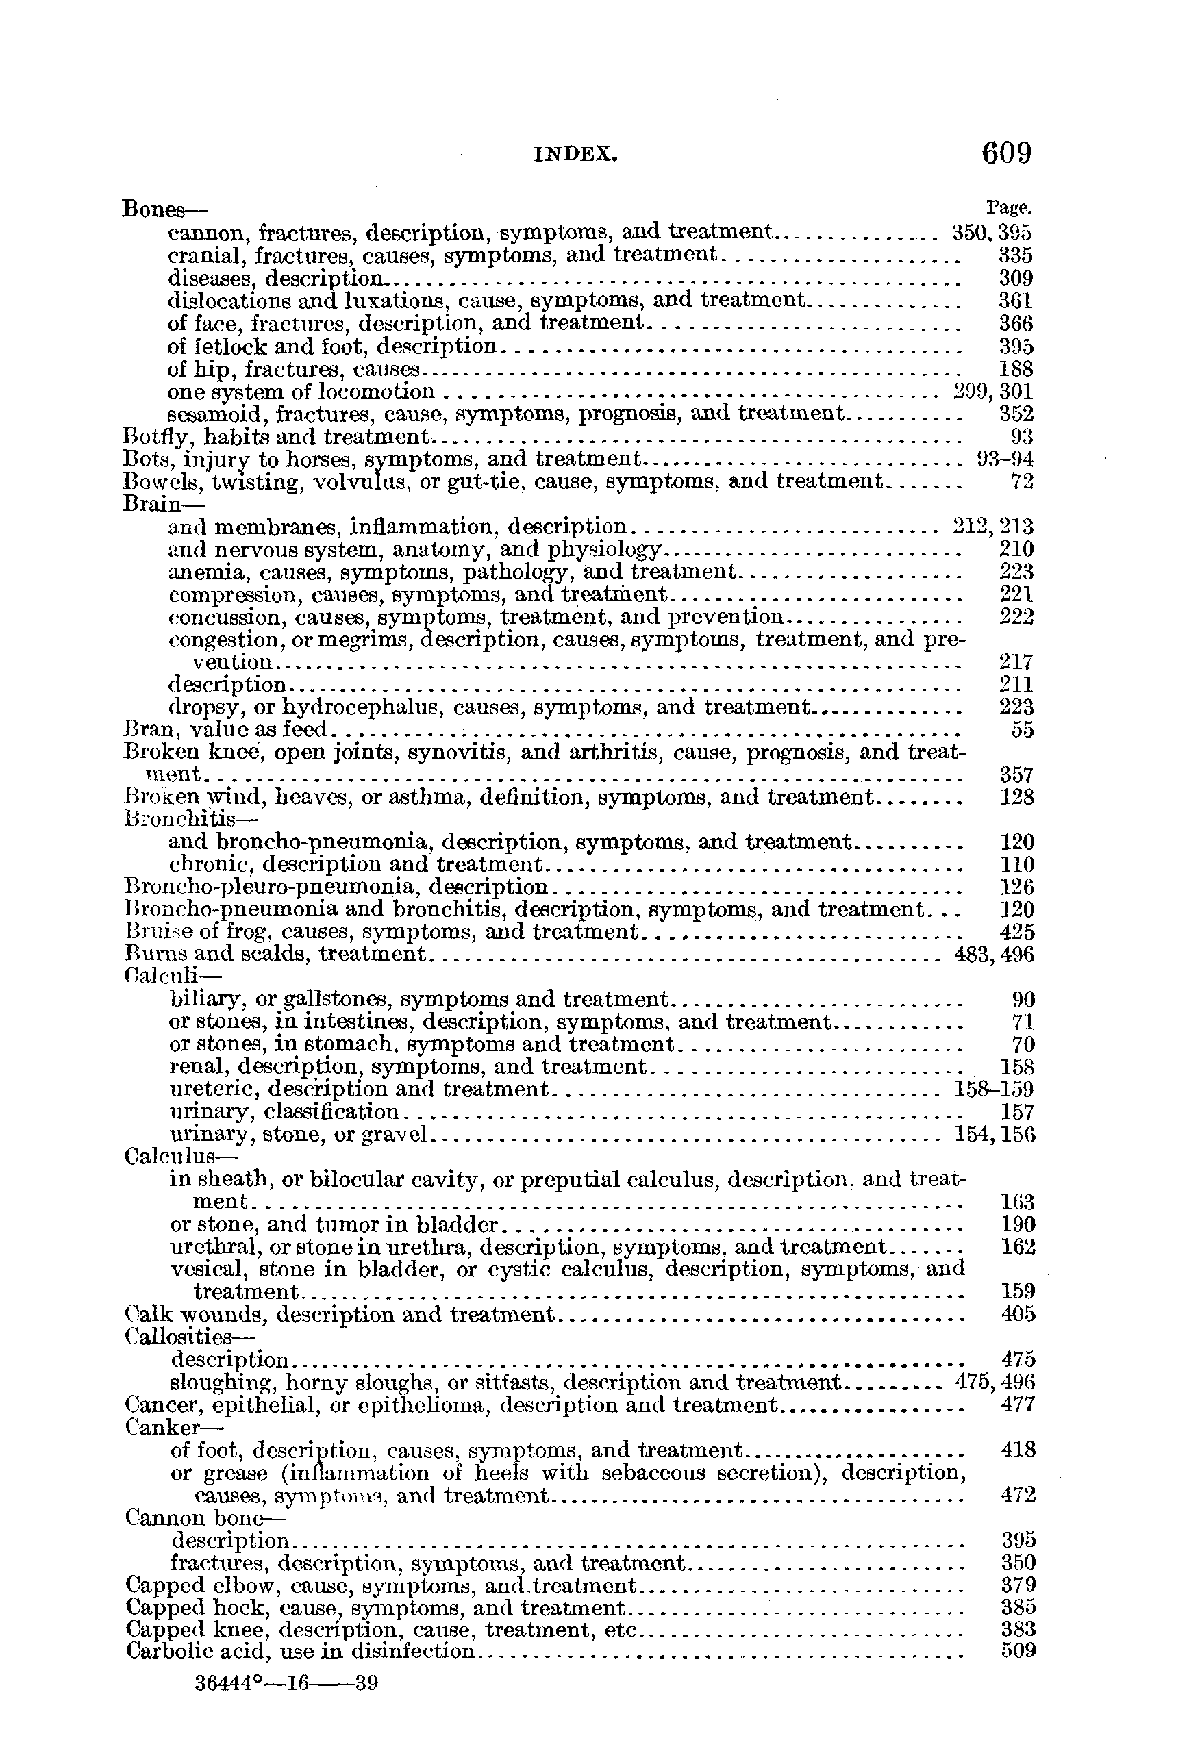 INDEX. 609
Bones— Page.
cannon, fractures, description, symptoms, and treatment............... 350, 395
cranial, fractures, causes, symptoms, and treatment..................... 335
diseases, description................................................... 309
dislocations and luxations, cause, symptoms, and treatment.............. 361
of face, fractures, description, and treatment........................... 366
of fetlock and foot, description........................................ 395
of hip, fractures, causes............................................... 188
one system of locomotion............................................ 299, 301
sesamoid, fractures, cause, symptoms, prognosis, and treatment........... 352
Botfly, habits and treatment.............................................. 93
Bots, injury to horses, symptoms, and treatment............................ 93–94
Bowels, twisting, volvulus, or gut-tie, cause, symptoms, and treatment....... 72
Brain—
and membranes, inflammation, description........................... 212, 213
and nervous system, anatomy, and physiology.......................... 210
anemia, causes, symptoms, pathology, and treatment.................... 223
compression, causes, symptoms, and treatment......................... 221
concussion, causes, symptoms, treatment, and prevention................ 222
congestion, or megrims, description, causes, symptoms, treatment, and pre-
vention............................................................ 217
description............................................................ 211
dropsy, or hydrocephalus, causes, symptoms, and treatment.............. 223
Bran, value as feed....................................................... 55
Broken knee, open joints, synovitis, and arthritis, cause, prognosis, and treat-
ment................................................................ 357
Broken wind, heaves, or asthma, definition, symptoms, and treatment........ 128
Bronchitis—
and broncho-pneumonia, description, symptoms, and treatment.......... 120
chronic, description and treatment..................................... 110
Broncho-pleuro-pneumonia, description.................................... 126
Broncho-pneumonia and bronchitis, description, symptoms, and treatment... 120
Bruise of frog, causes, symptoms, and treatment............................ 425
Burns and scalds, treatment............................................ 483, 496
Calculi—
biliary, or gallstones, symptoms and treatment......................... 90
or stones, in intestines, description, symptoms, and treatment............ 71
or stones, in stomach, symptoms and treatment........................ 70
renal, description, symptoms, and treatment........................... 158
ureteric, description and treatment.................................. 158–159
urinary, classification................................................ 157
urinary, stone, or gravel............................................ 154, 156
Calculus—
in sheath, or bilocular cavity, or preputial calculus, description, and treat-
ment.............................................................. 163
or stone, and tumor in bladder........................................ 190
urethral, or stone in urethra, description, symptoms, and treatment....... 162
vesical, stone in bladder, or cystic calculus, description, symptoms, and
treatment.......................................................... 159
Calk wounds, description and treatment.................................... 405
Callosities—
description............................................................ 475
sloughing, horny sloughs, or sitfasts, description and treatment......... 475, 496
Cancer, epithelial, or epithelioma, description and treatment................. 477
Canker—
of foot, description, causes, symptoms, and treatment..................... 418
or grease (inflammation of heels with sebaceous secretion), description,
causes, symptoms, and treatment..................................... 472
Cannon bone—
description............................................................ 395
fractures, description, symptoms, and treatment........................ 350
Capped elbow, cause, symptoms, and treatment............................. 379
Capped hock, cause, symptoms, and treatment.............................. 385
Capped knee, description, cause, treatment, etc............................. 383
Carbolic acid, use in disinfection........................................... 509
36444°—16——39